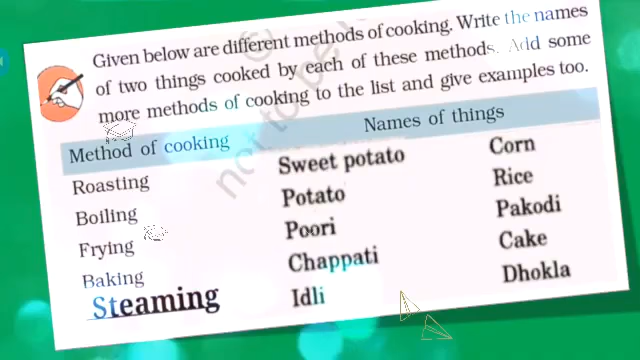 Given below are different methods of cooking. Write the names
of two things cooked by each of these methods. Add some
more methods of cooking to the list and give examples too.
Method of cooking Names of things
Roasting Sweet potato Corn
Boiling Potato Rice
Frying Poori Pakodi
Baking Chappati Cake
Steaming Idli Dhokla